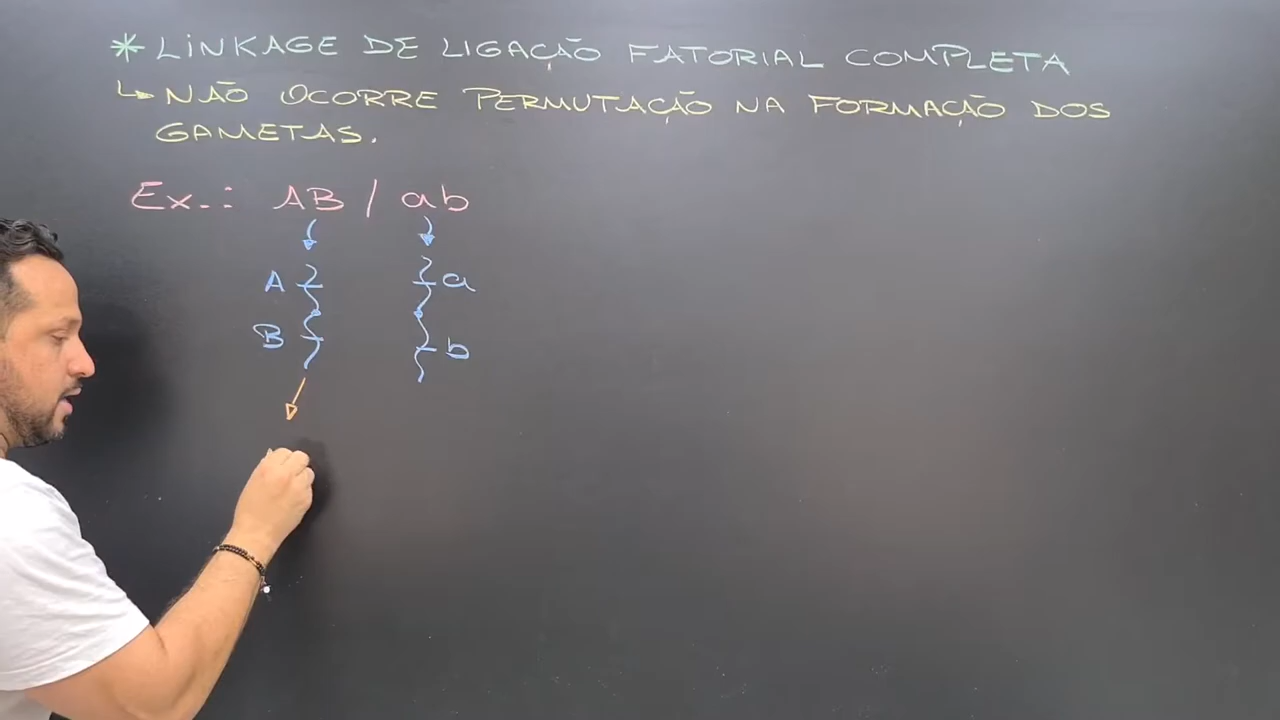 * LINKAGE DE LIGAÇÃO FATORIAL COMPLETA
↳ NÃO OCORRE PERMUTAÇÃO NA FORMAÇÃO DOS
GAMETAS.
Ex.: AB / ab
A a
B b